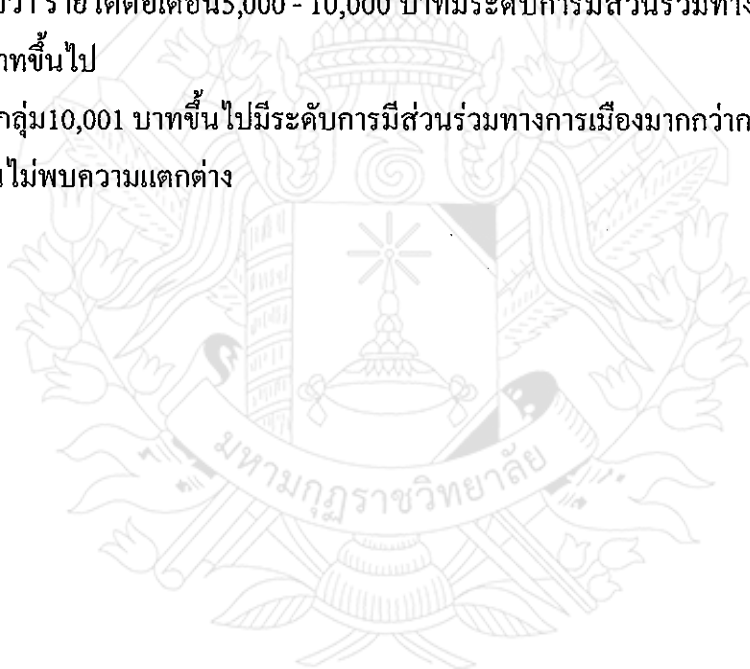 ว่า รายได้ต่อเดือน5,000 - 10,000 บาทมีระดับการมีส่วนร่วมทาง
าทขึ้นไป
กลุ่ม10,001 บาทขึ้นไปมีระดับการมีส่วนร่วมทางการเมืองมากกว่าก
ไม่พบความแตกต่าง
มหามกุฏราชวิทยาลัย